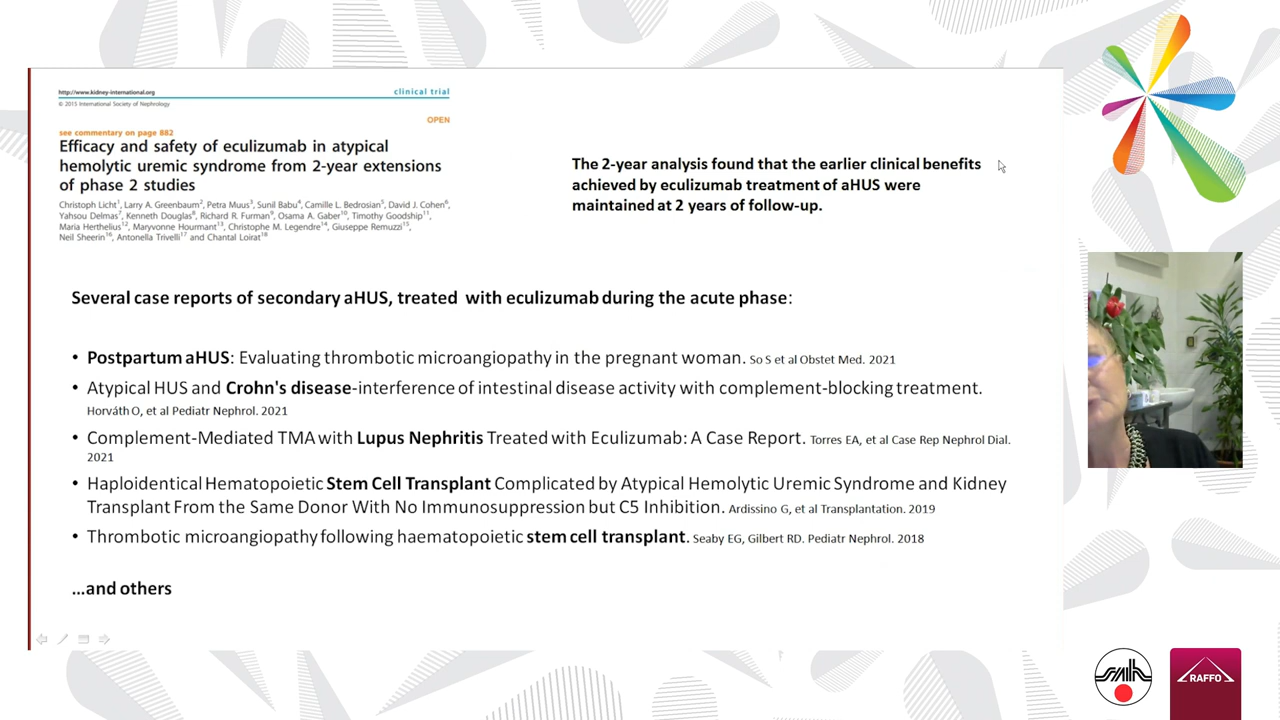 http://www.kidney-international.org
clinical trial
© 2015 International Society of Nephrology
OPEN
see commentary on page 882
Efficacy and safety of eculizumab in atypical
hemolytic uremic syndrome from 2-year extensions
of phase 2 studies
Christoph Licht1, Larry A. Greenbaum2, Petra Muus3, Sunil Babu4, Camille L. Bedrosian5, David J. Cohen6,
Yahsou Delmas7, Kenneth Douglas8, Richard R. Furman9, Osama A. Gaber10, Timothy Goodship11,
Maria Herthelius12, Maryvonne Hourmant13, Christophe M. Legendre14, Giuseppe Remuzzi15,
Neil Sheerin16, Antonella Trivelli17 and Chantal Loirat18
The 2-year analysis found that the earlier clinical benefits
achieved by eculizumab treatment of aHUS were
maintained at 2 years of follow-up.
Several case reports of secondary aHUS, treated with eculizumab during the acute phase:
• Postpartum aHUS: Evaluating thrombotic microangiopathy in the pregnant woman. So S et al Obstet Med. 2021
• Atypical HUS and Crohn's disease-interference of intestinal disease activity with complement-blocking treatment.
Horváth O, et al Pediatr Nephrol. 2021
• Complement-Mediated TMA with Lupus Nephritis Treated with Eculizumab: A Case Report. Torres EA, et al Case Rep Nephrol Dial.
2021
• Haploidentical Hematopoietic Stem Cell Transplant Complicated by Atypical Hemolytic Uremic Syndrome and Kidney
Transplant From the Same Donor With No Immunosuppression but C5 Inhibition. Ardissino G, et al Transplantation. 2019
• Thrombotic microangiopathy following haematopoietic stem cell transplant. Seaby EG, Gilbert RD. Pediatr Nephrol. 2018
...and others
RAFFO